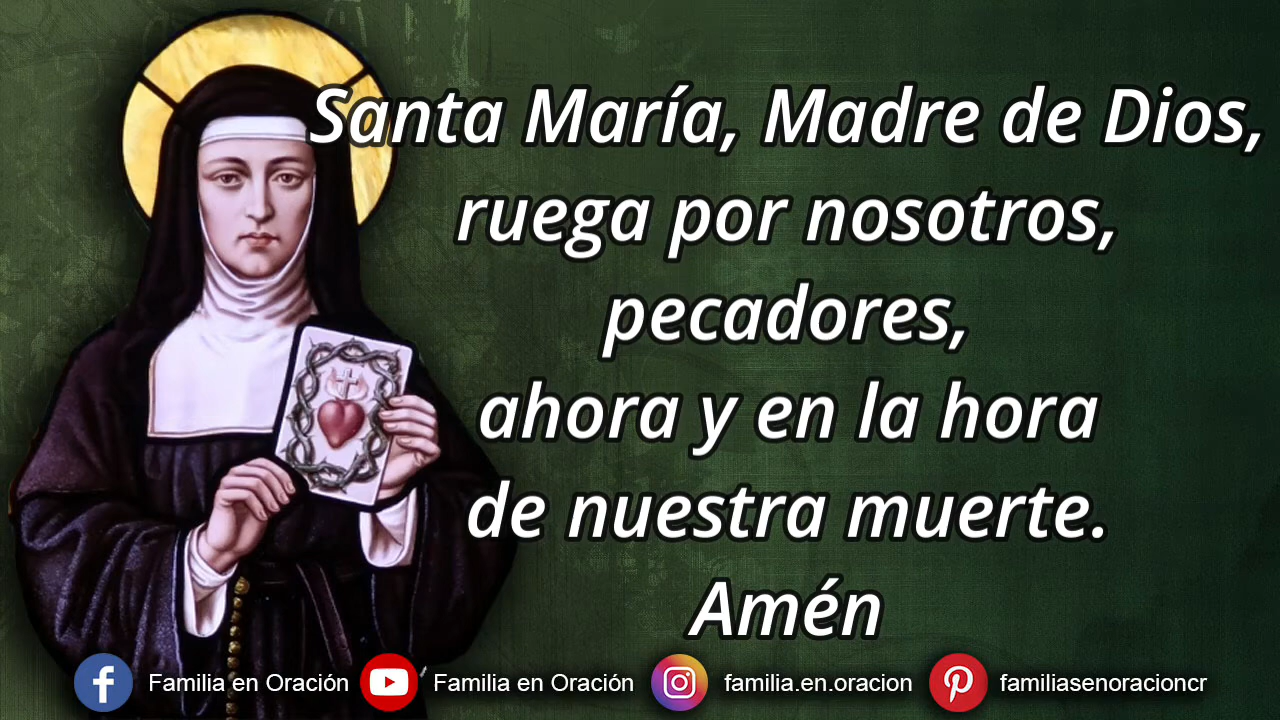 Santa María, Madre de Dios,
ruega por nosotros,
pecadores,
ahora y en la hora
de nuestra muerte.
Amén
Familia en Oración Familia en Oración familia.en.oracion familiasenoracioncr